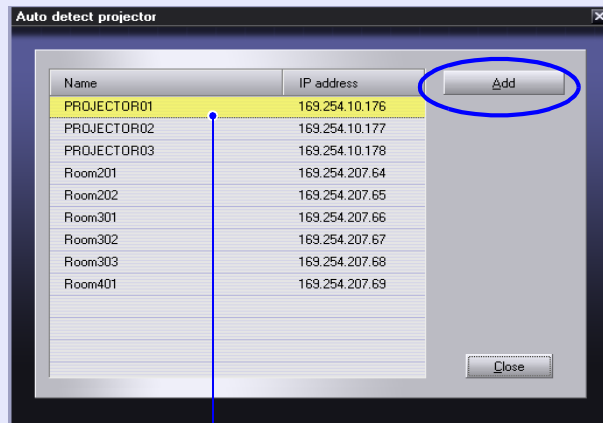 Auto detect projector
Name IP address Add
PROJECTOR01 169.254.10.176
PROJECTOR02 169.254.10.177
PROJECTOR03 169.254.10.178
Room201 169.254.207.64
Room202 169.254.207.65
Room301 169.254.207.66
Room302 169.254.207.67
Room303 169.254.207.68
Room401 169.254.207.69
Close